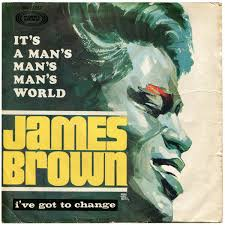 IT'S
A MAN'S
MAN'S
MAN'S
WORLD
JAMES
BROWN
i've got to change